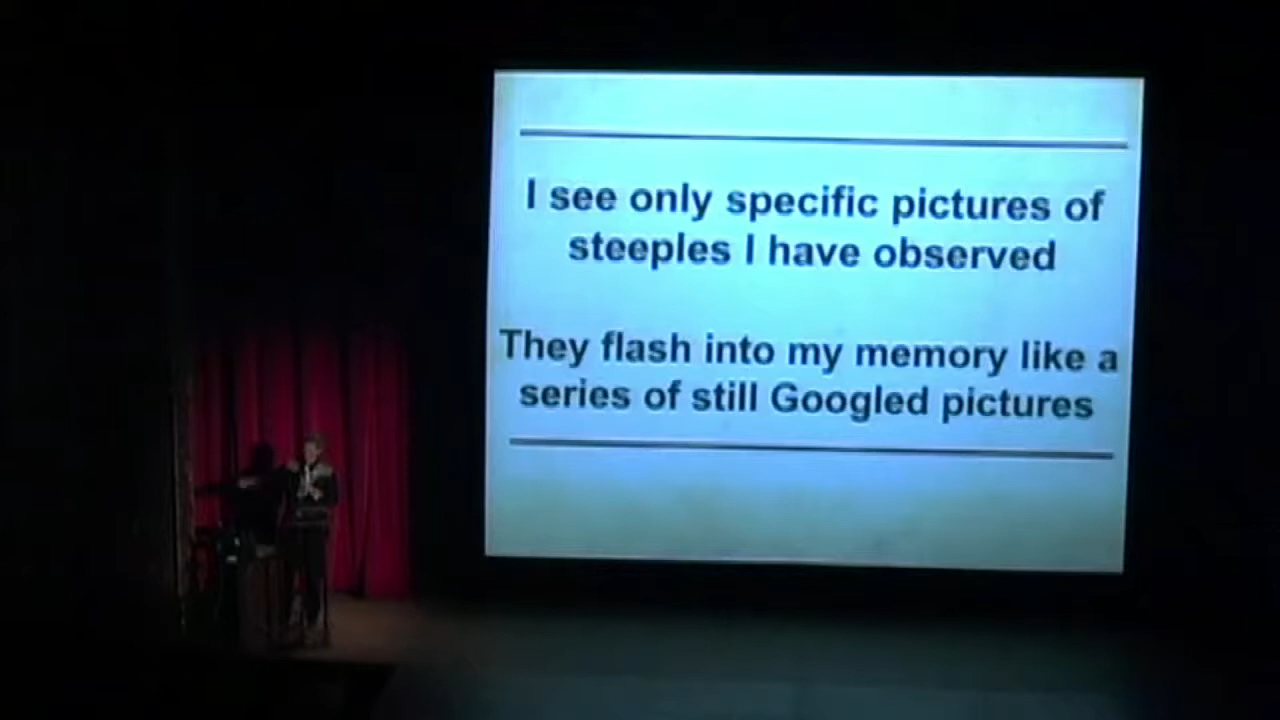 I see only specific pictures of
steeples I have observed
They flash into my memory like a
series of still Googled pictures